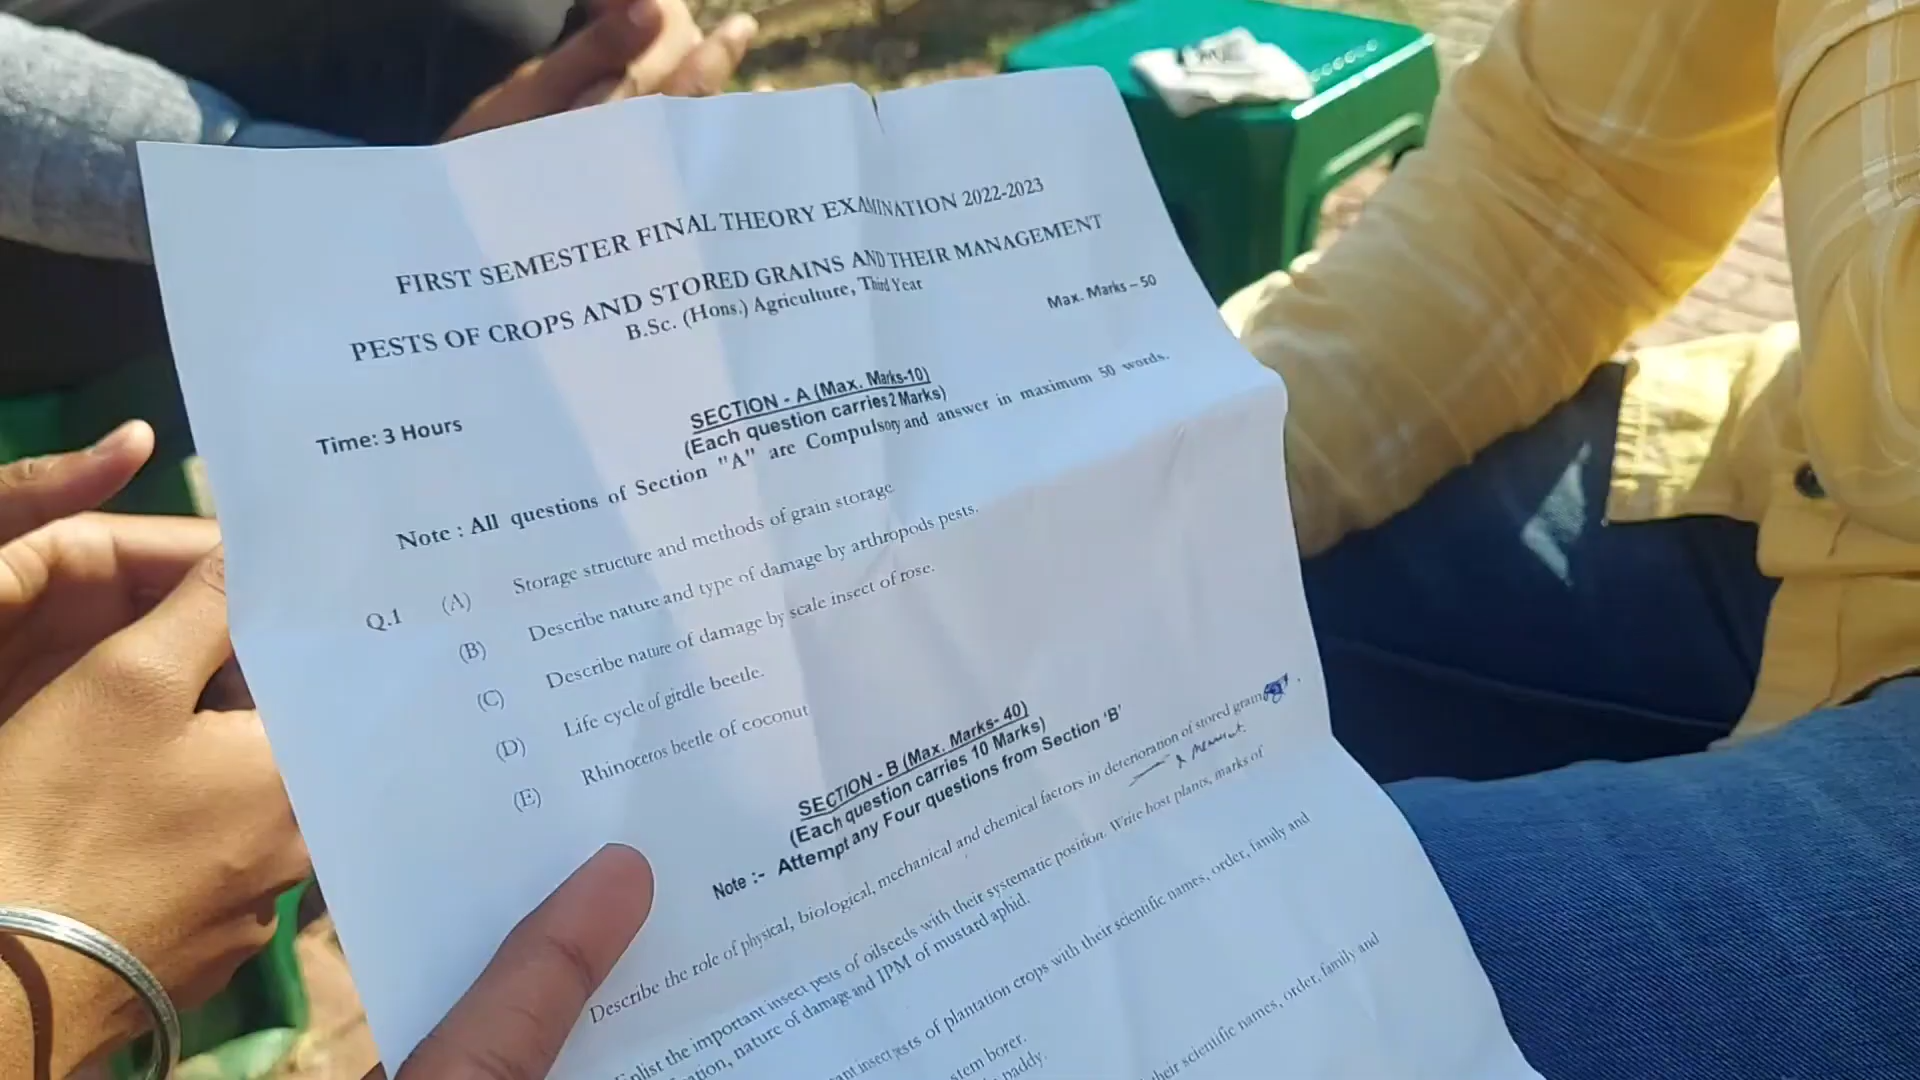 FIRST SEMESTER FINAL THEORY EXAMINATION 2022-2023
PESTS OF CROPS AND STORED GRAINS AND THEIR MANAGEMENT
B.Sc. (Hons.) Agriculture, Third Year
Time: 3 Hours
Max. Marks – 50
SECTION - A (Max. Marks-10)
(Each question carries 2 Marks)
Note : All questions of Section "A" are Compulsory and answer in maximum 50 words.
Q.1 (A) Storage structure and methods of grain storage
(B) Describe nature and type of damage by arthropods pests.
(C) Describe nature of damage by scale insect of rose.
(D) Life cycle of girdle beetle.
(E) Rhinoceros beetle of coconut
SECTION - B (Max. Marks- 40)
(Each question carries 10 Marks)
Note :- Attempt any Four questions from Section 'B'
Describe the role of physical, biological, mechanical and chemical factors in deterioration of stored grain
Enlist the important insect pests of oilseeds with their systematic position. Write host plants, marks of
nature of damage and IPM of mustard aphid.
insect pests of plantation crops with their scientific names, order, family and
stem borer.
paddy.
their scientific names, order, family and